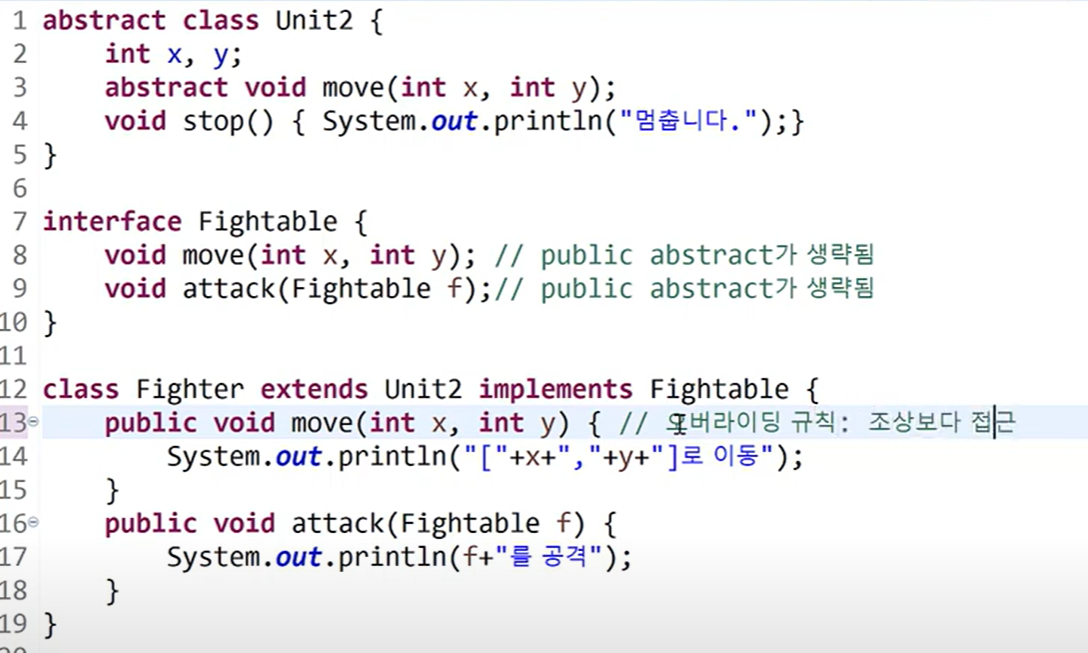 1 abstract class Unit2 {
2 int x, y;
3 abstract void move(int x, int y);
4 void stop() { System.out.println("멈춥니다.");}
5 }
6
7 interface Fightable {
8 void move(int x, int y); // public abstract가 생략됨
9 void attack(Fightable f);// public abstract가 생략됨
10 }
11
12 class Fighter extends Unit2 implements Fightable {
13 public void move(int x, int y) { // 오버라이딩 규칙: 조상보다 접근
14 System.out.println("["+x+","+y+"]로 이동");
15 }
16 public void attack(Fightable f) {
17 System.out.println(f+"를 공격");
18 }
19 }